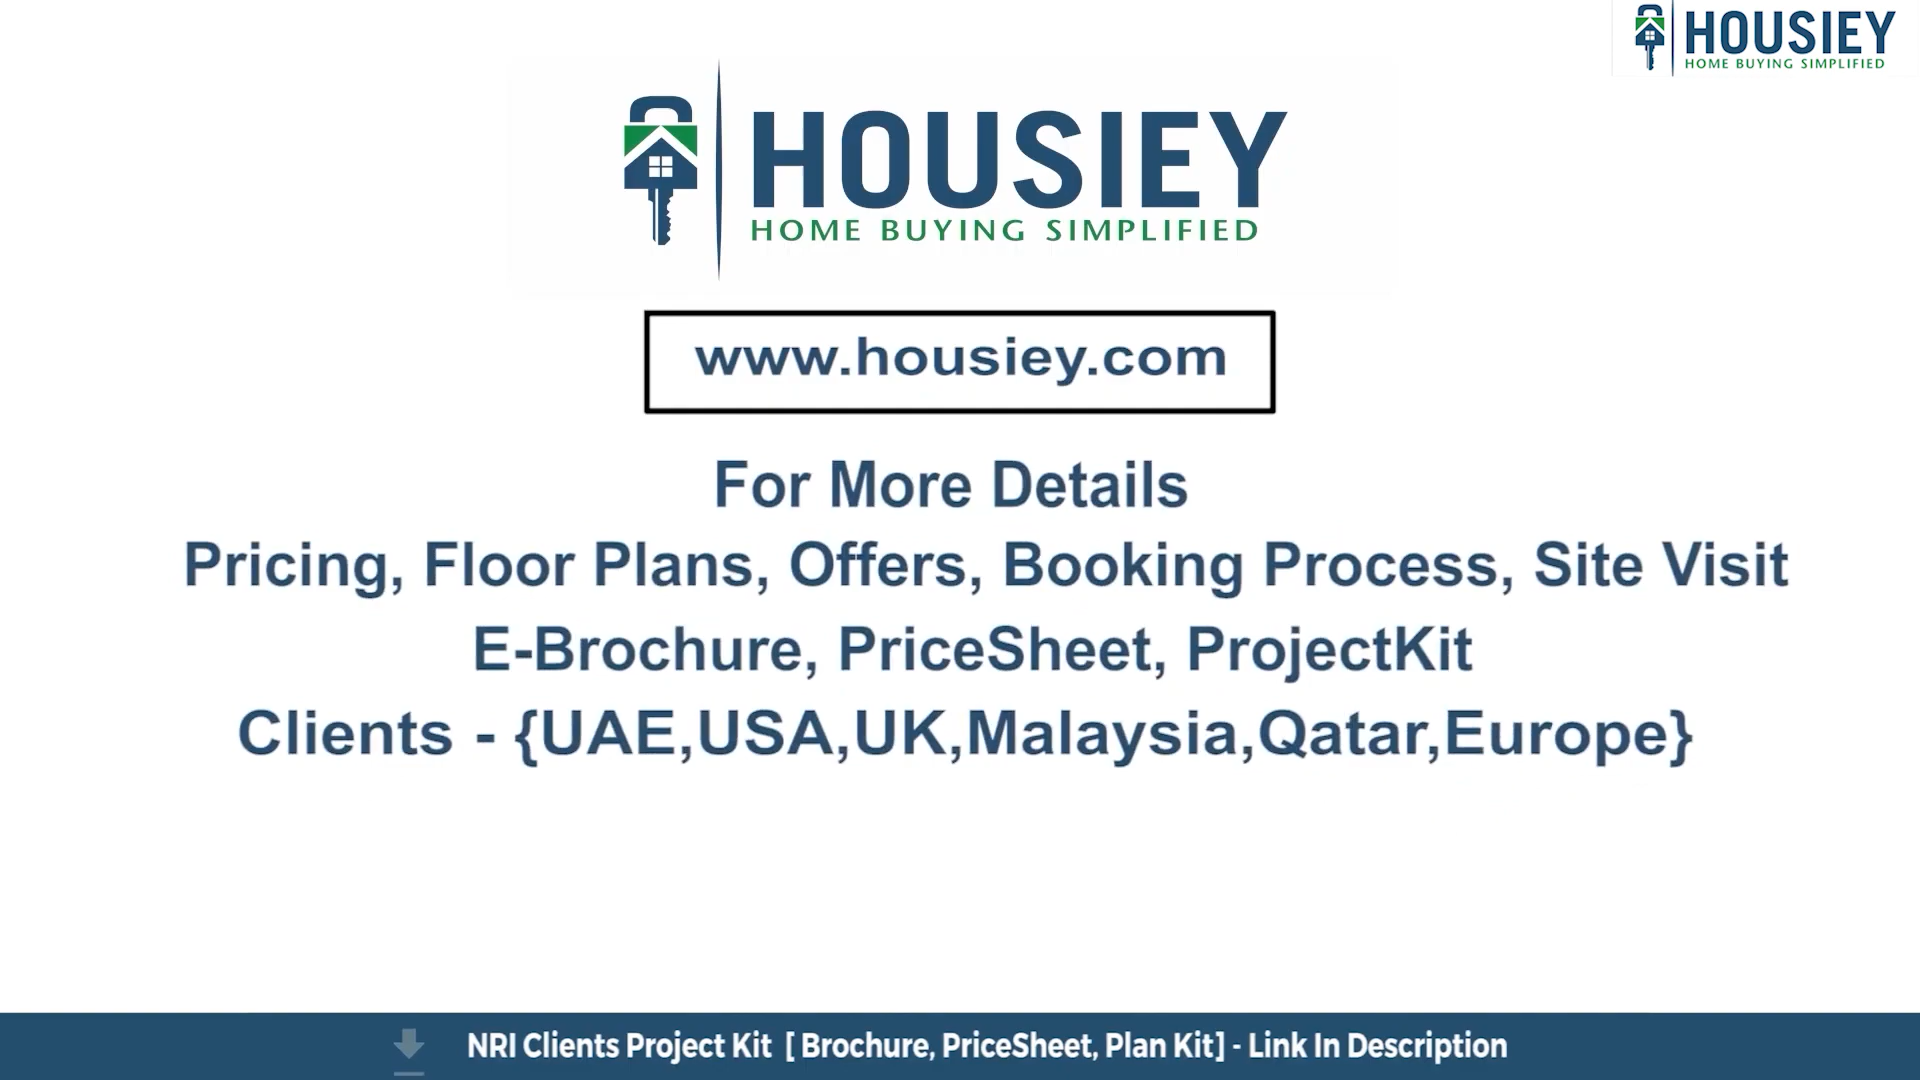 HOUSIEY
HOME BUYING SIMPLIFIED
HOUSIEY
HOME BUYING SIMPLIFIED
www.housiey.com
For More Details
Pricing, Floor Plans, Offers, Booking Process, Site Visit
E-Brochure, PriceSheet, ProjectKit
Clients - {UAE,USA,UK,Malaysia,Qatar,Europe}
NRI Clients Project Kit [ Brochure, PriceSheet, Plan Kit] - Link In Description